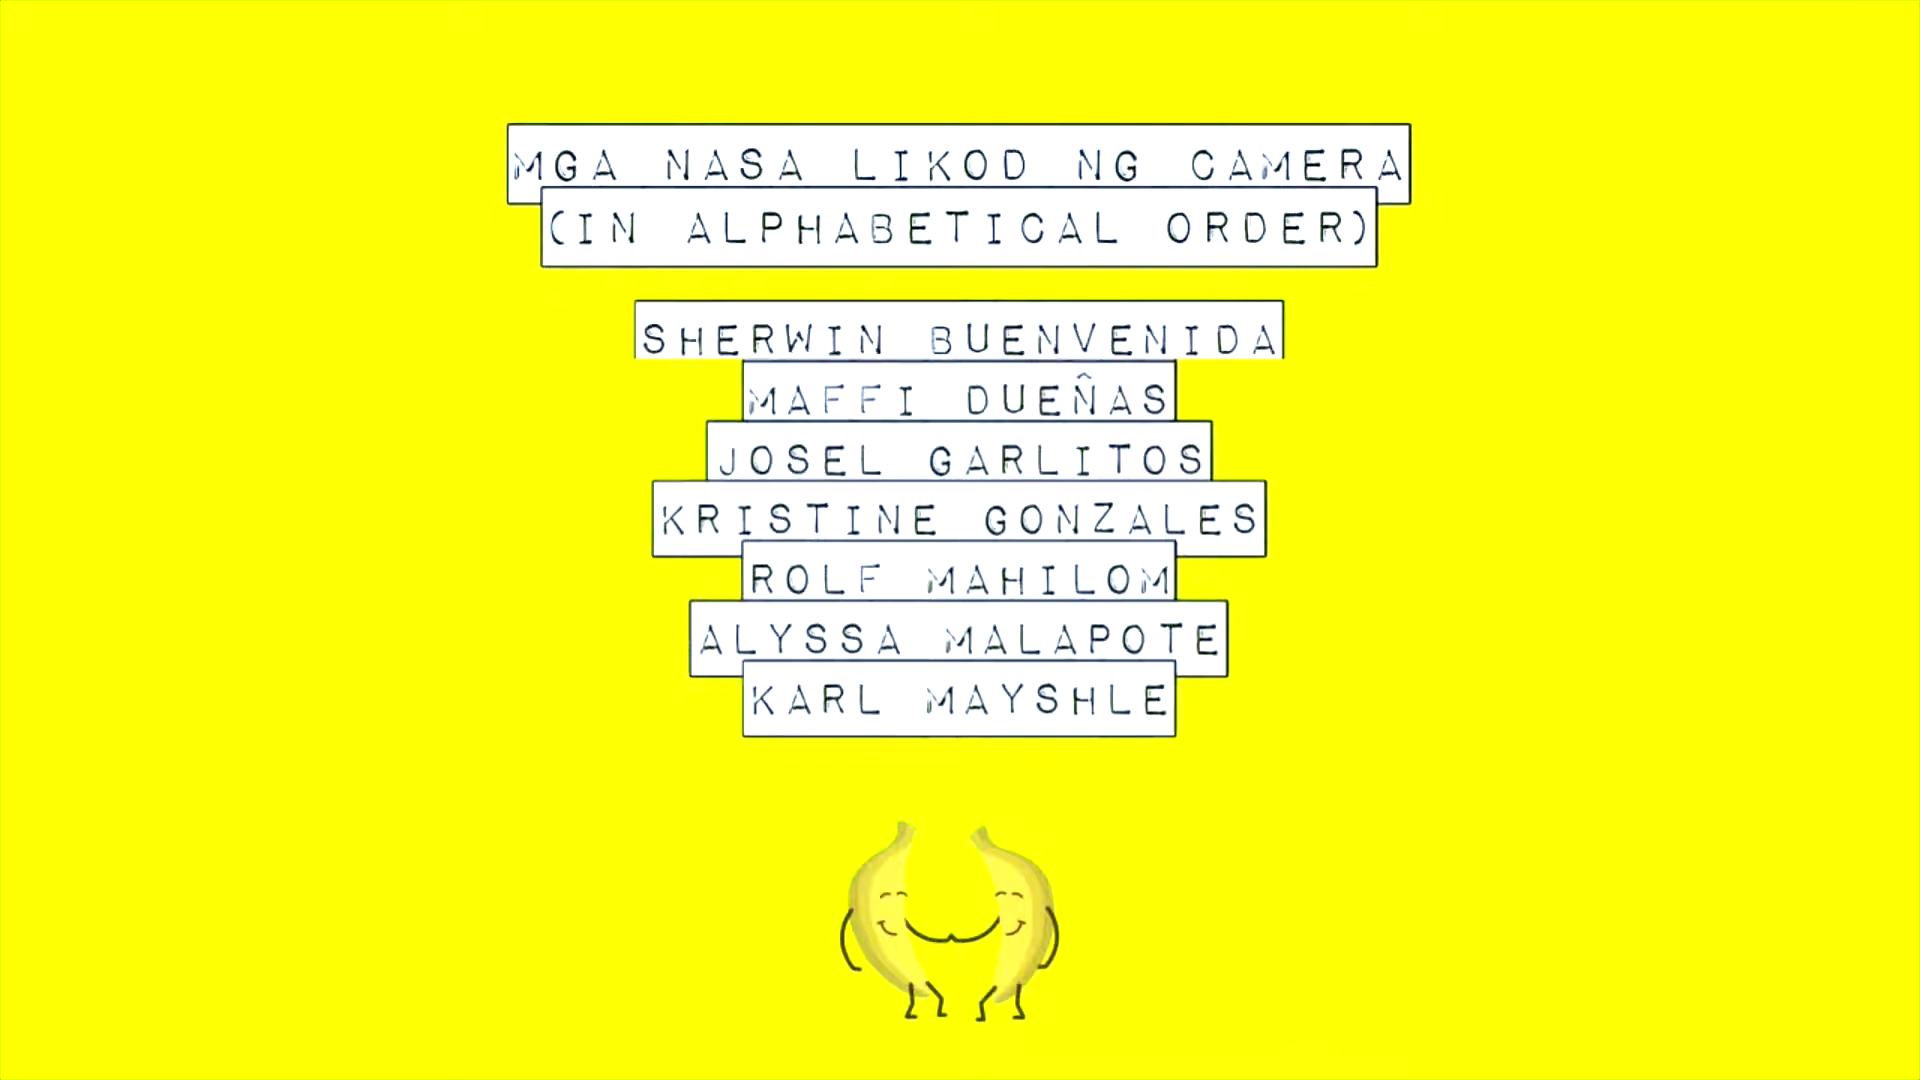 MGA NASA LIKOD NG CAMERA
(IN ALPHABETICAL ORDER)
SHERWIN BUENVENIDA
MAFFI DUEÑAS
JOSEL GARLITOS
KRISTINE GONZALES
ROLF MAHILOM
ALYSSA MALAPOTE
KARL MAYSHLE